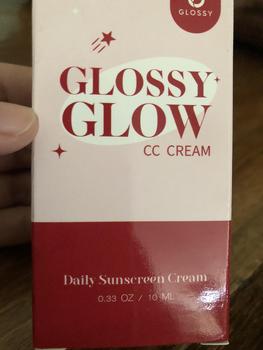 GLOSSY
GLOSSY
GLOW
CC CREAM
Daily Sunscreen Cream
0.33 OZ / 10 ML